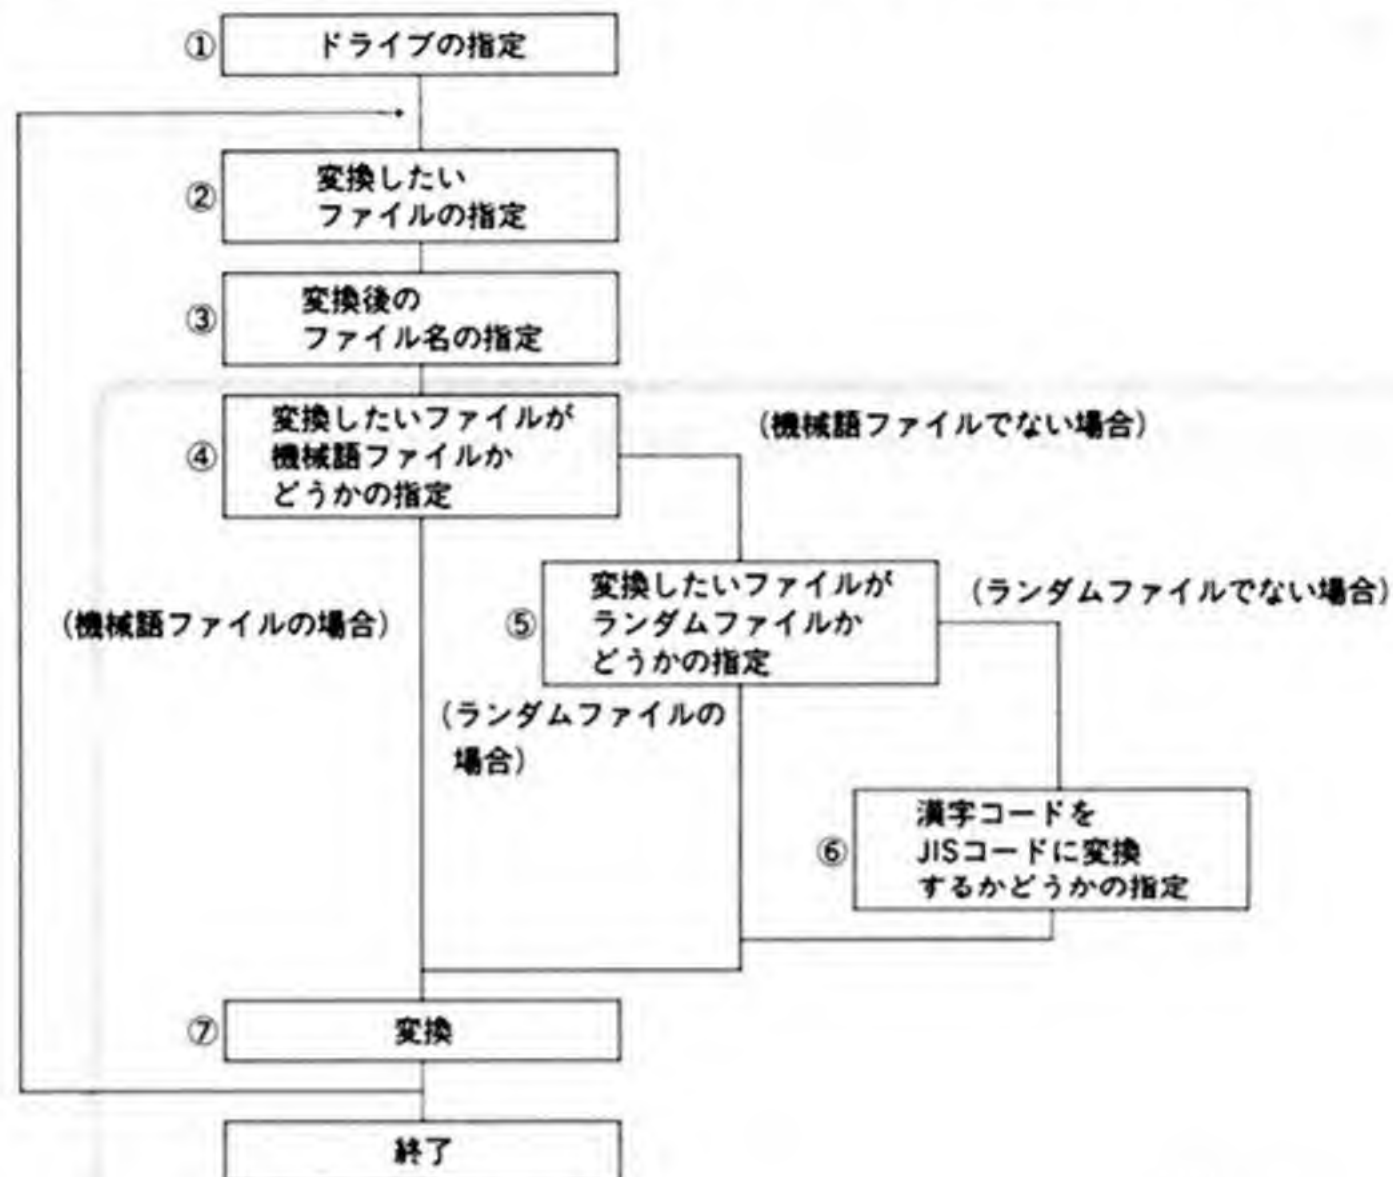 ① ドライブの指定
② 変換したい
ファイルの指定
③ 変換後の
ファイル名の指定
④ 変換したいファイルが
機械語ファイルか
どうかの指定
(機械語ファイルでない場合)
(機械語ファイルの場合)
⑤ 変換したいファイルが
ランダムファイルか
どうかの指定
(ランダムファイルでない場合)
(ランダムファイルの
場合)
⑥ 漢字コードを
JISコードに変換
するかどうかの指定
⑦ 変換
終了